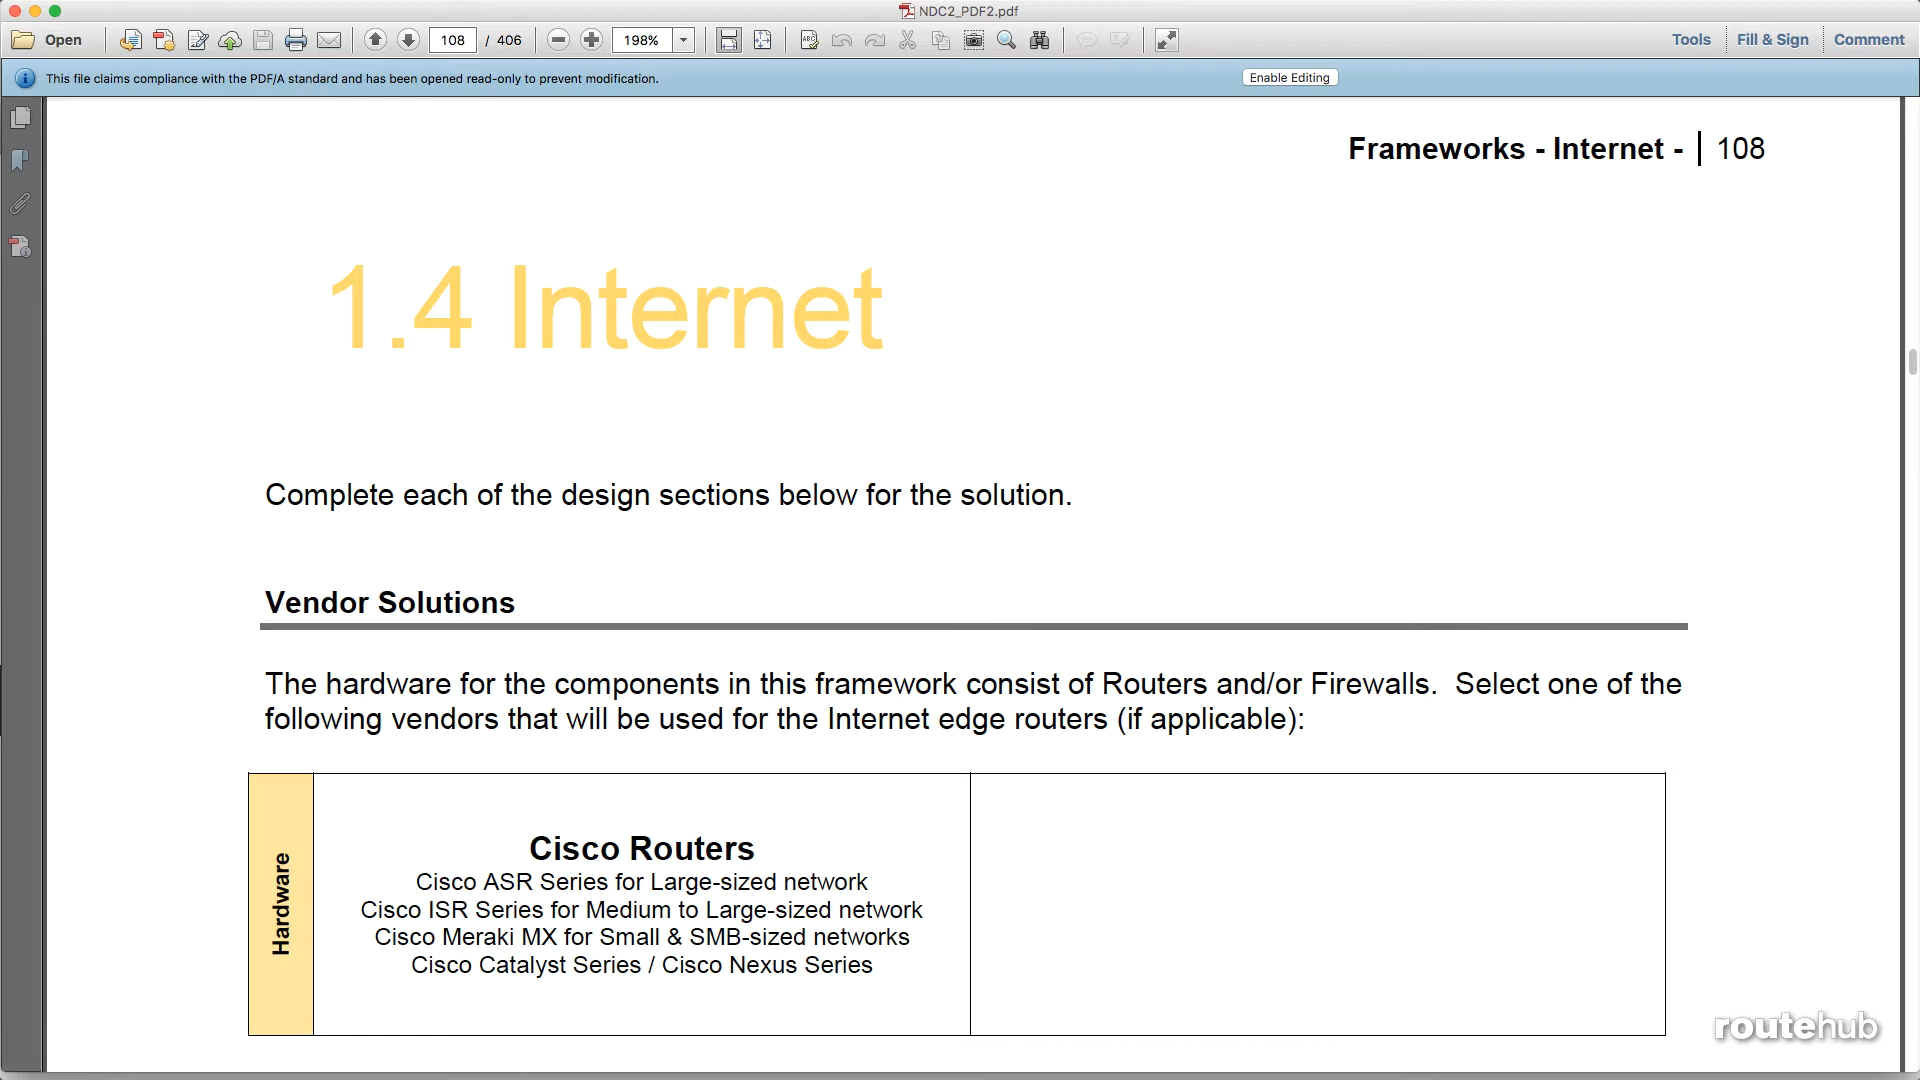 NDC2_PDF2.pdf
Open
108 / 406
198%
Tools
Fill & Sign
Comment
This file claims compliance with the PDF/A standard and has been opened read-only to prevent modification.
Enable Editing
Frameworks - Internet - | 108
1.4 Internet
Complete each of the design sections below for the solution.
Vendor Solutions
The hardware for the components in this framework consist of Routers and/or Firewalls.  Select one of the
following vendors that will be used for the Internet edge routers (if applicable):
Hardware
Cisco Routers
Cisco ASR Series for Large-sized network
Cisco ISR Series for Medium to Large-sized network
Cisco Meraki MX for Small & SMB-sized networks
Cisco Catalyst Series / Cisco Nexus Series
routehub